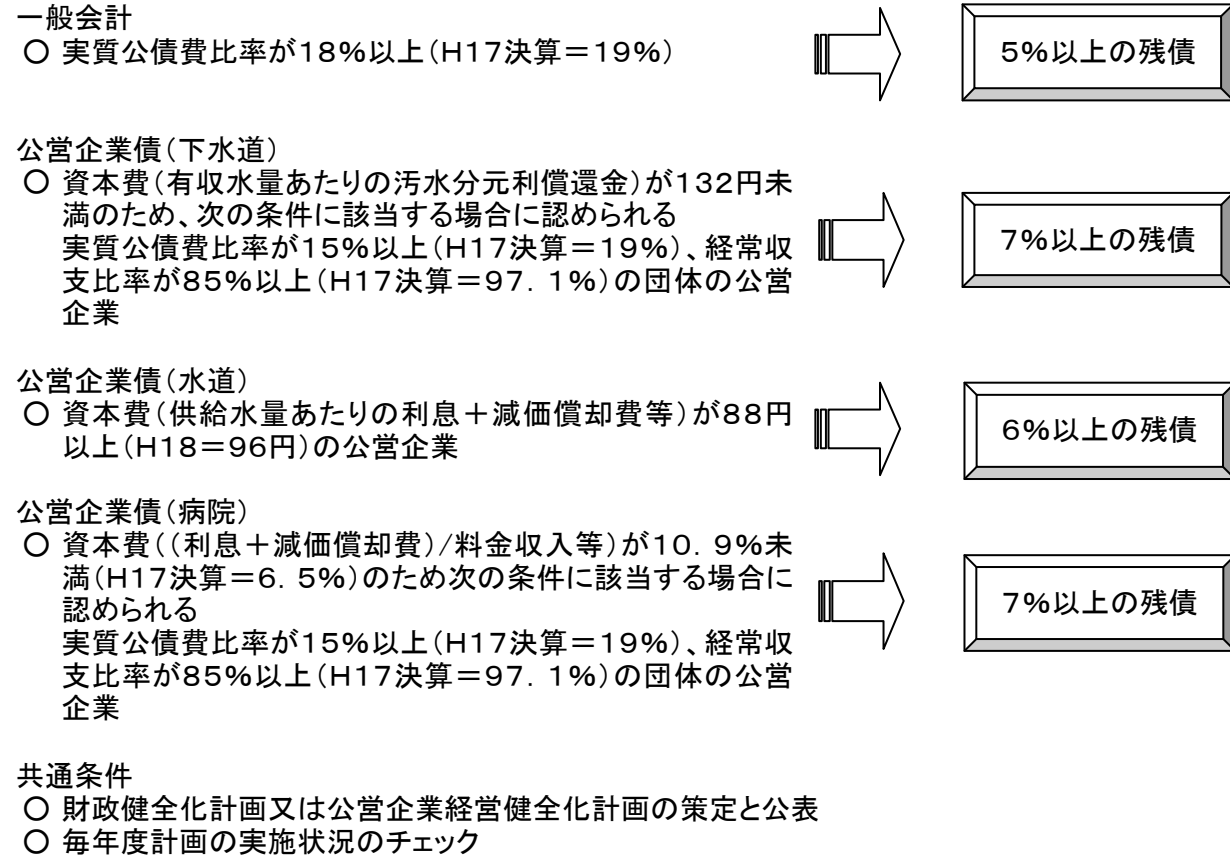 一般会計
○ 実質公債費比率が18%以上(H17決算=19%)
5%以上の残債
公営企業債(下水道)
○ 資本費(有収水量あたりの汚水分元利償還金)が132円未
満のため、次の条件に該当する場合に認められる
実質公債費比率が15%以上(H17決算=19%)、経常収
支比率が85%以上(H17決算=97.1%)の団体の公営
企業
7%以上の残債
公営企業債(水道)
○ 資本費(供給水量あたりの利息+減価償却費等)が88円
以上(H18=96円)の公営企業
6%以上の残債
公営企業債(病院)
○ 資本費((利息+減価償却費)/料金収入等)が10.9%未
満(H17決算=6.5%)のため次の条件に該当する場合に
認められる
実質公債費比率が15%以上(H17決算=19%)、経常収
支比率が85%以上(H17決算=97.1%)の団体の公営
企業
7%以上の残債
共通条件
○ 財政健全化計画又は公営企業経営健全化計画の策定と公表
○ 毎年度計画の実施状況のチェック